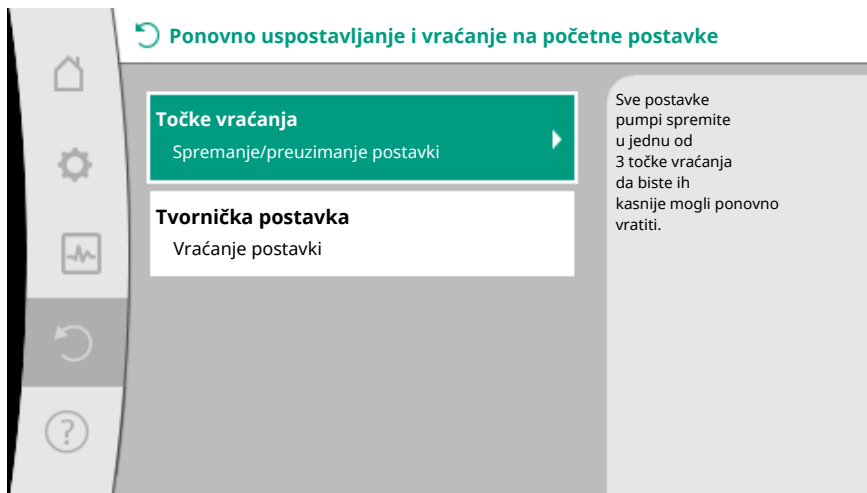 Ponovno uspostavljanje i vraćanje na početne postavke
Točke vraćanja
Spremanje/preuzimanje postavki
Tvornička postavka
Vraćanje postavki
Sve postavke
pumpi spremite
u jednu od
3 točke vraćanja
da biste ih
kasnije mogli ponovno
vratiti.
?